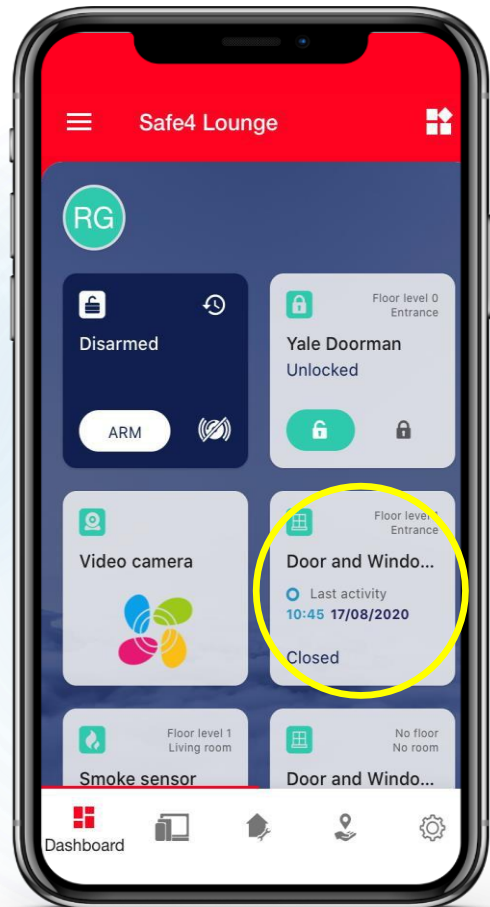 Safe4 Lounge
RG
Disarmed
ARM
Floor level 0
Entrance
Yale Doorman
Unlocked
Video camera
Floor level 1
Entrance
Door and Windo...
Last activity
10:45 17/08/2020
Closed
Floor level 1
Living room
Smoke sensor
No floor
No room
Door and Windo...
Dashboard